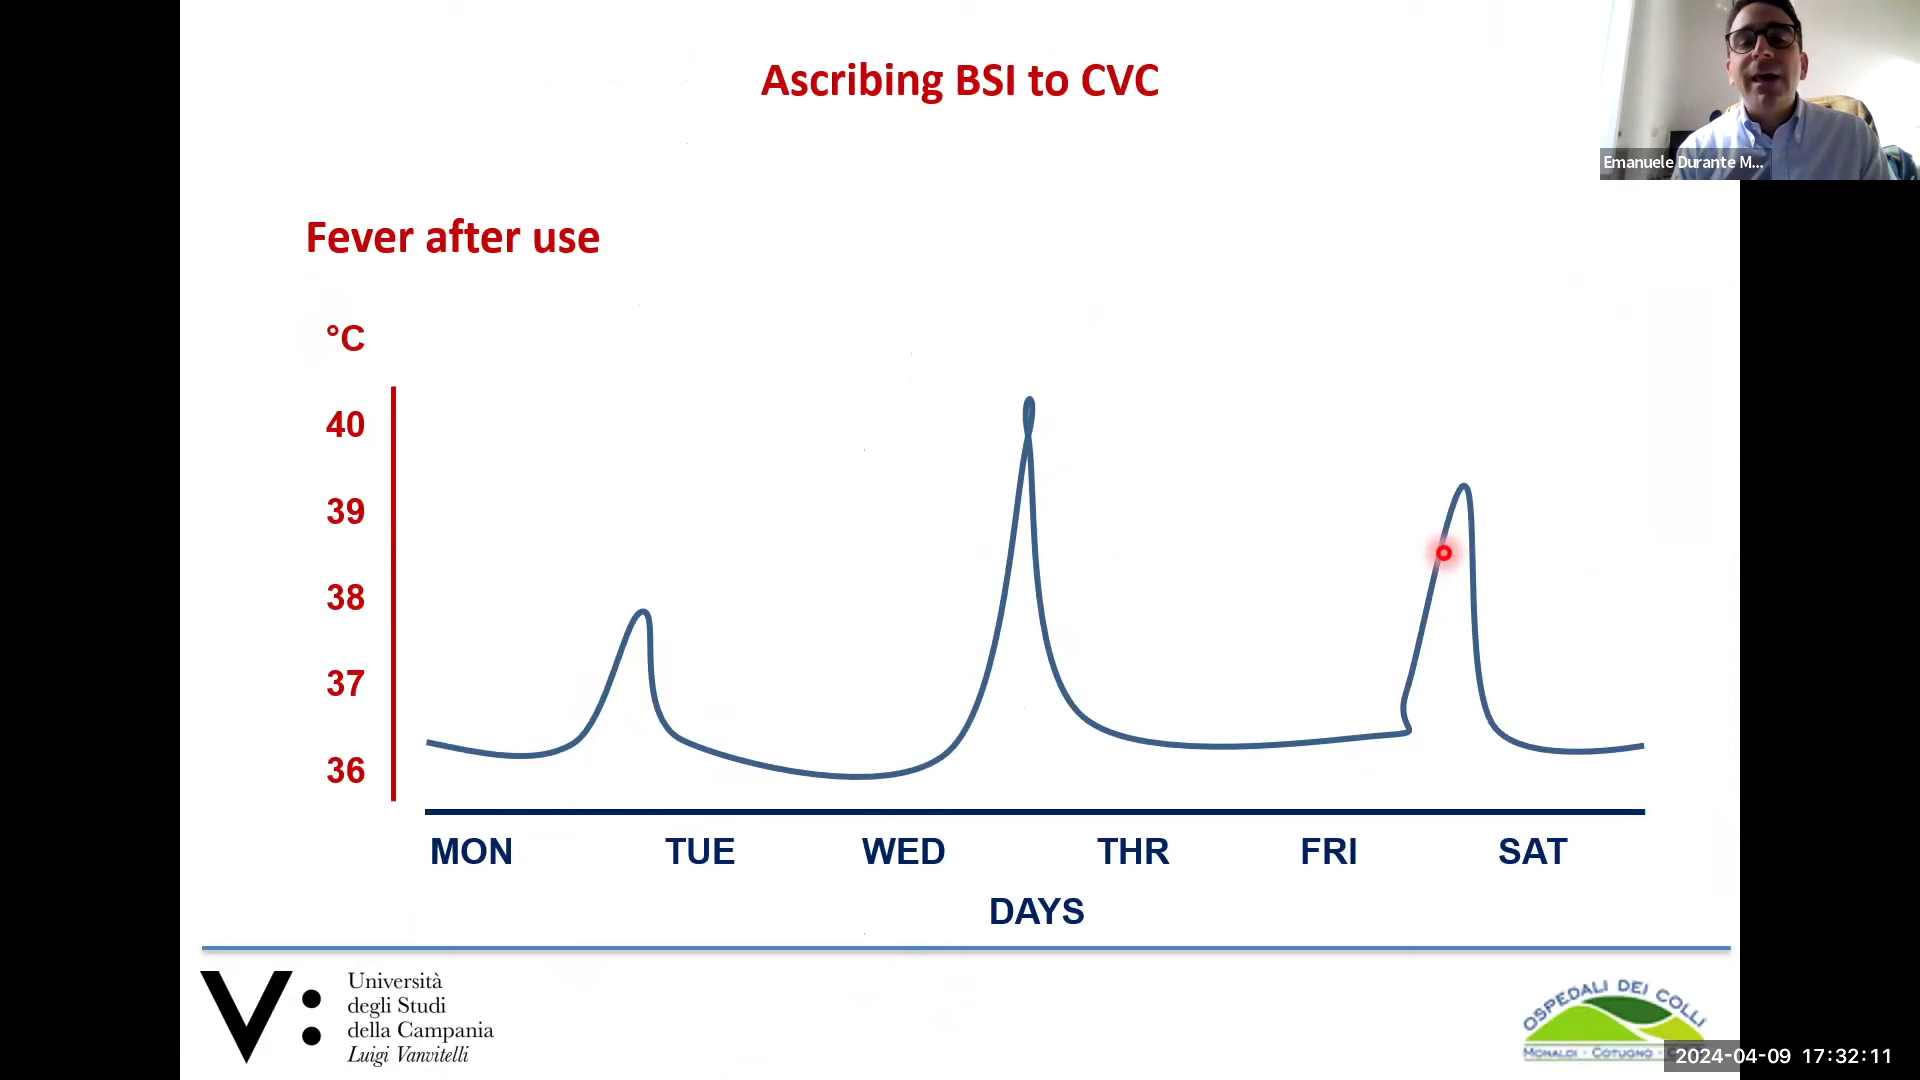 Ascribing BSI to CVC
Emanuele Durante M...
Fever after use
°C
40
39
38
37
36
MON TUE WED THR FRI SAT
DAYS
V:
Università
degli Studi
della Campania
Luigi Vanvitelli
OSPEDALI DEI COLLI
MONALDI - COTUGNO - C
2024-04-09 17:32:11